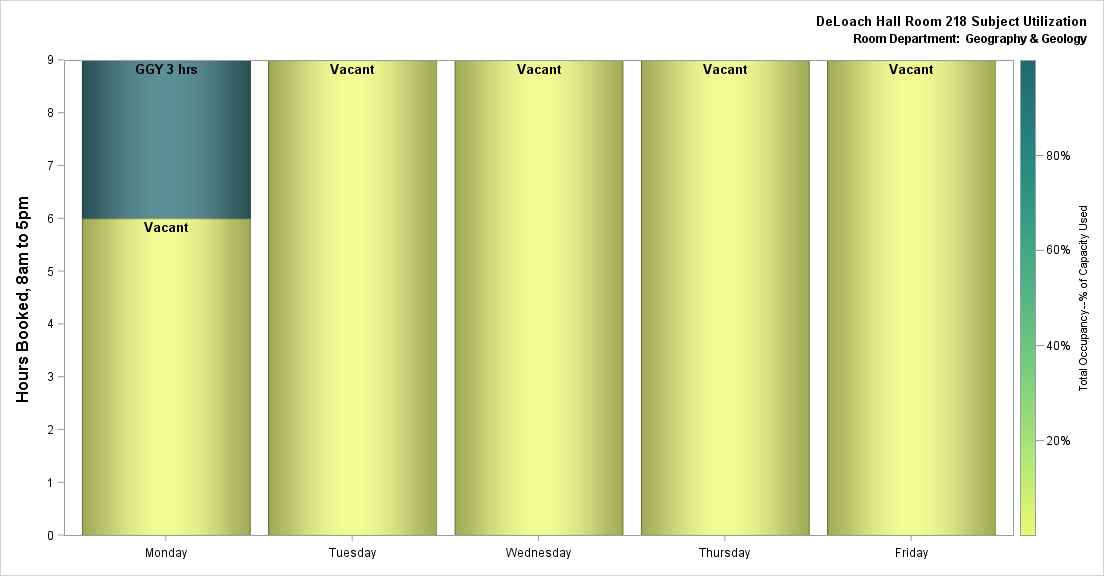 DeLoach Hall Room 218 Subject Utilization
Room Department: Geography & Geology
Hours Booked, 8am to 5pm
9
8
7
6
5
4
3
2
1
0
GGY 3 hrs
Vacant
Vacant
Vacant
Vacant
Vacant
Monday
Tuesday
Wednesday
Thursday
Friday
80%
60%
40%
20%
Total Occupancy--% of Capacity Used